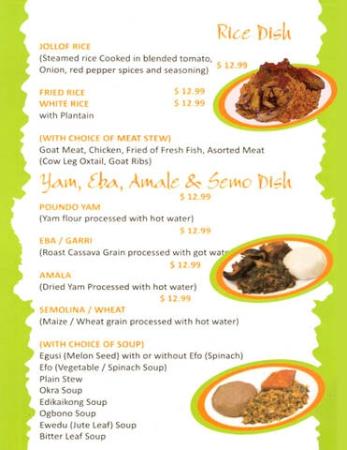 Rice Dish
JOLLOF RICE
(Steamed rice Cooked in blended tomato,
Onion, red pepper spices and seasoning) $ 12.99
FRIED RICE $ 12.99
WHITE RICE $ 12.99
with Plantain
(WITH CHOICE OF MEAT STEW)
Goat Meat, Chicken, Fried of Fresh Fish, Asorted Meat
(Cow Leg Oxtail, Goat Ribs)
Yam, Eba, Amale & Semo Dish
$ 12.99
POUNDO YAM
(Yam flour processed with hot water)
$ 12.99
EBA / GARRI
(Roast Cassava Grain processed with got wate
$ 12.99
AMALA
(Dried Yam Processed with hot water)
$ 12.99
SEMOLINA / WHEAT
(Maize / Wheat grain processed with hot water)
(WITH CHOICE OF SOUP)
Egusi (Melon Seed) with or without Efo (Spinach)
Efo (Vegetable / Spinach Soup)
Plain Stew
Okra Soup
Edikaikong Soup
Ogbono Soup
Ewedu (Jute Leaf) Soup
Bitter Leaf Soup